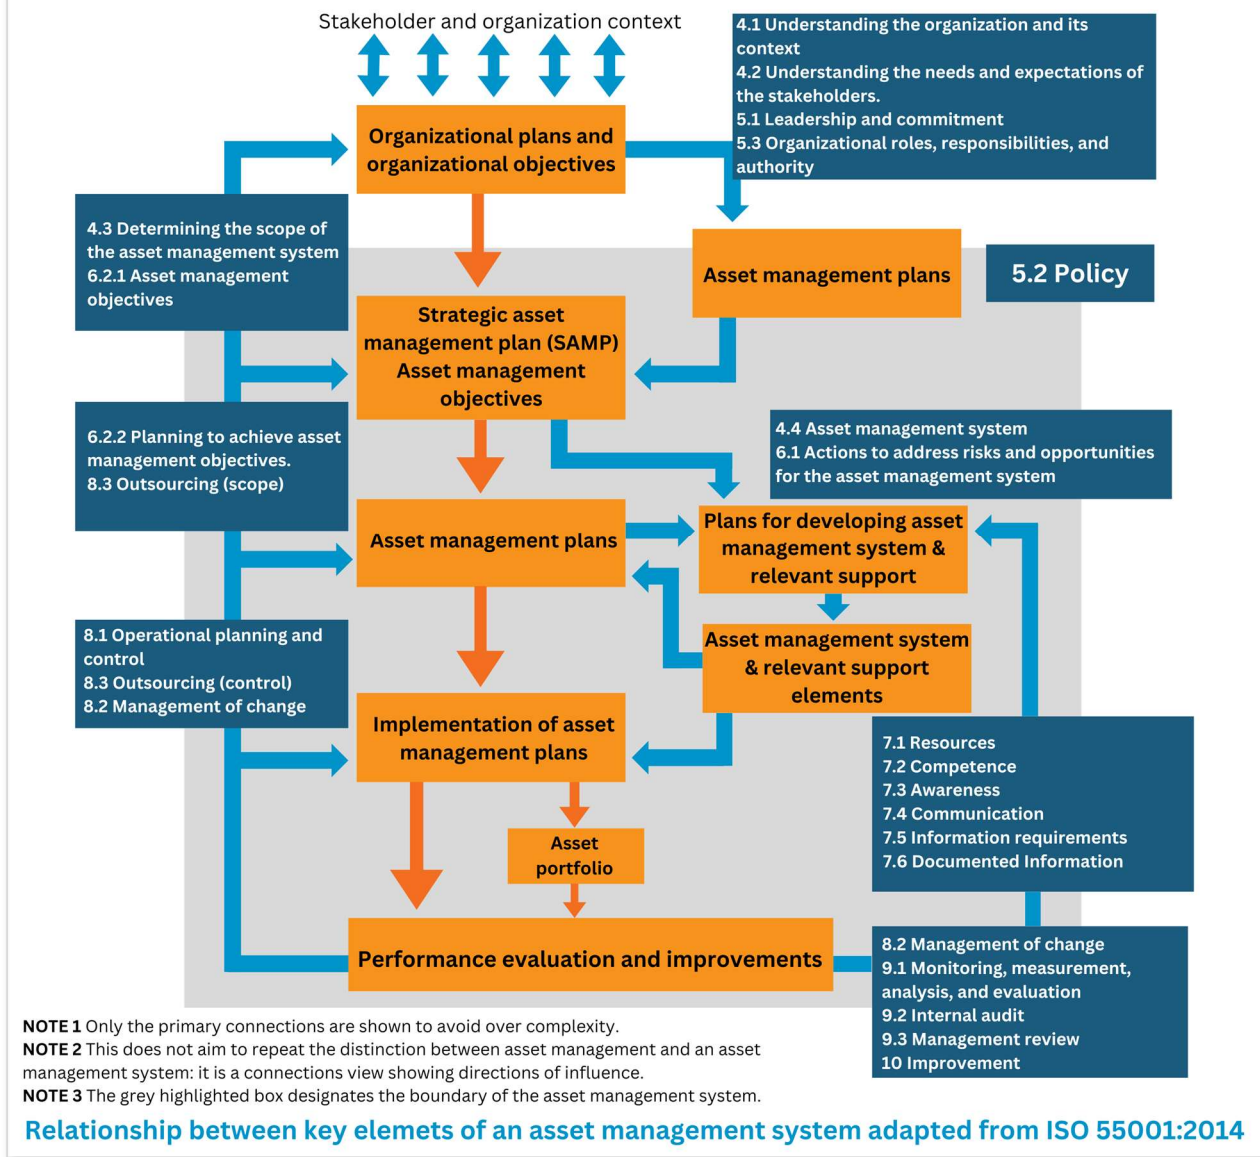 Stakeholder and organization context
4.1 Understanding the organization and its
context
4.2 Understanding the needs and expectations of
the stakeholders.
5.1 Leadership and commitment
5.3 Organizational roles, responsibilities, and
authority
Organizational plans and
organizational objectives
4.3 Determining the scope of
the asset management system
6.2.1 Asset management
objectives
Asset management plans
5.2 Policy
Strategic asset
management plan (SAMP)
Asset management
objectives
6.2.2 Planning to achieve asset
management objectives.
8.3 Outsourcing (scope)
4.4 Asset management system
6.1 Actions to address risks and opportunities
for the asset management system
Asset management plans
Plans for developing asset
management system &
relevant support
8.1 Operational planning and
control
8.3 Outsourcing (control)
8.2 Management of change
Asset management system
& relevant support
elements
Implementation of asset
management plans
7.1 Resources
7.2 Competence
7.3 Awareness
7.4 Communication
7.5 Information requirements
7.6 Documented Information
Asset
portfolio
Performance evaluation and improvements
8.2 Management of change
9.1 Monitoring, measurement,
analysis, and evaluation
9.2 Internal audit
9.3 Management review
10 Improvement
NOTE 1 Only the primary connections are shown to avoid over complexity.
NOTE 2 This does not aim to repeat the distinction between asset management and an asset
management system: it is a connections view showing directions of influence.
NOTE 3 The grey highlighted box designates the boundary of the asset management system.
Relationship between key elemets of an asset management system adapted from ISO 55001:2014